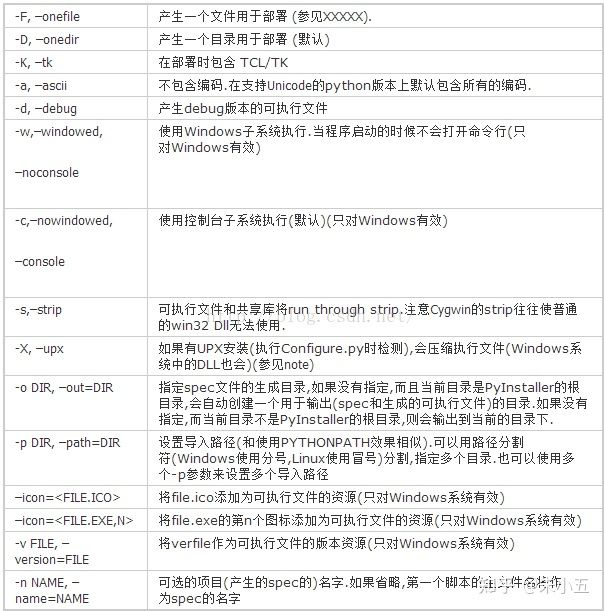 -F, –onefile
产生一个文件用于部署 (参见XXXXX).
-D, –onedir
产生一个目录用于部署 (默认)
-K, –tk
在部署时包含 TCL/TK
-a, –ascii
不包含编码.在支持Unicode的python版本上默认包含所有的编码.
-d, –debug
产生debug版本的可执行文件
-w,–windowed,
–noconsole
使用Windows子系统执行.当程序启动的时候不会打开命令行(只
对Windows有效)
-c,–nowindowed,
–console
使用控制台子系统执行(默认)(只对Windows有效)
-s,–strip
可执行文件和共享库将run through strip.注意Cygwin的strip往往使普通
的win32 Dll无法使用.
-X, –upx
如果有UPX安装(执行Configure.py时检测),会压缩执行文件(Windows系
统中的DLL也会)(参见note)
-o DIR, –out=DIR
指定spec文件的生成目录,如果没有指定,而且当前目录是PyInstaller的根
目录,会自动创建一个用于输出(spec和生成的可执行文件)的目录.如果没有
指定,而当前目录不是PyInstaller的根目录,则会输出到当前的目录下.
-p DIR, –path=DIR
设置导入路径(和使用PYTHONPATH效果相似).可以用路径分割
符(Windows使用分号,Linux使用冒号)分割,指定多个目录.也可以使用多
个-p参数来设置多个导入路径
–icon=<FILE.ICO>
将file.ico添加为可执行文件的资源(只对Windows系统有效)
–icon=<FILE.EXE,N>
将file.exe的第n个图标添加为可执行文件的资源(只对Windows系统有效)
-v FILE, –
version=FILE
将verfile作为可执行文件的版本资源(只对Windows系统有效)
-n NAME, –
name=NAME
可选的项目(产生的spec的)名字.如果省略,第一个脚本的主文件名将作
为spec的名字